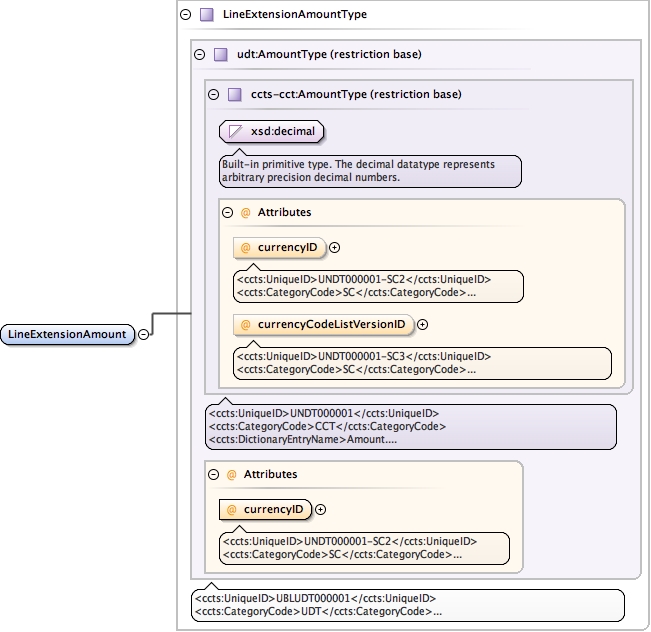 LineExtensionAmountType
udt:AmountType (restriction base)
ccts-cct:AmountType (restriction base)
xsd:decimal
Built-in primitive type. The decimal datatype represents
arbitrary precision decimal numbers.
@ Attributes
@ currencyID
<ccts:UniqueID>UNDT000001-SC2</ccts:UniqueID>
<ccts:CategoryCode>SC</ccts:CategoryCode>...
@ currencyCodeListVersionID
<ccts:UniqueID>UNDT000001-SC3</ccts:UniqueID>
<ccts:CategoryCode>SC</ccts:CategoryCode>...
LineExtensionAmount
<ccts:UniqueID>UNDT000001</ccts:UniqueID>
<ccts:CategoryCode>CCT</ccts:CategoryCode>
<ccts:DictionaryEntryName>Amount....
@ Attributes
@ currencyID
<ccts:UniqueID>UNDT000001-SC2</ccts:UniqueID>
<ccts:CategoryCode>SC</ccts:CategoryCode>...
<ccts:UniqueID>UBLUDT000001</ccts:UniqueID>
<ccts:CategoryCode>UDT</ccts:CategoryCode>...